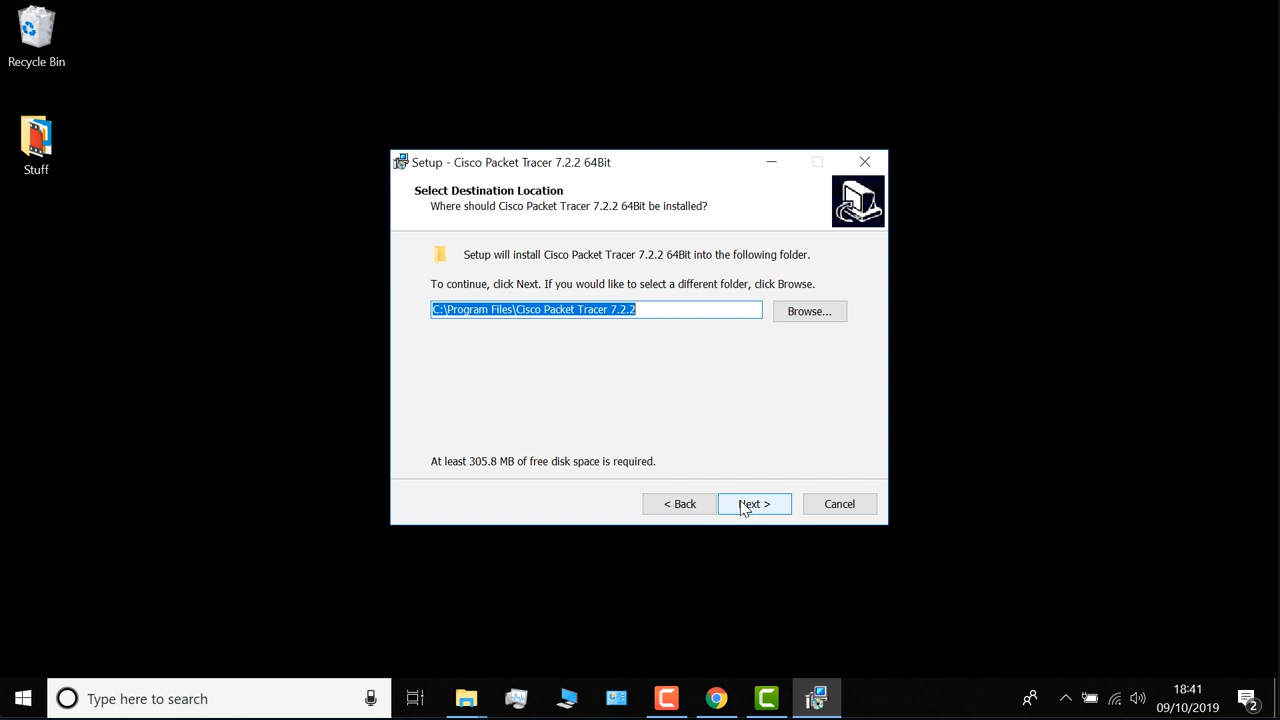 Recycle Bin
Stuff
Setup - Cisco Packet Tracer 7.2.2 64Bit
Select Destination Location
Where should Cisco Packet Tracer 7.2.2 64Bit be installed?
Setup will install Cisco Packet Tracer 7.2.2 64Bit into the following folder.
To continue, click Next. If you would like to select a different folder, click Browse.
C:\Program Files\Cisco Packet Tracer 7.2.2
Browse...
At least 305.8 MB of free disk space is required.
< Back
Next >
Cancel
Type here to search
18:41
09/10/2019
2